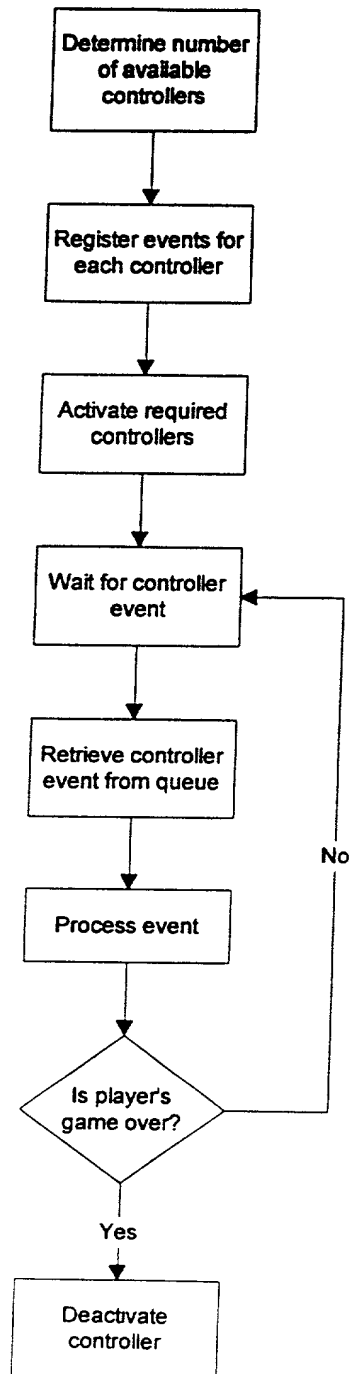 Determine number
of available
controllers
Register events for
each controller
Activate required
controllers
Wait for controller
event
Retrieve controller
event from queue
No
Process event
Is player's
game over?
Yes
Deactivate
controller